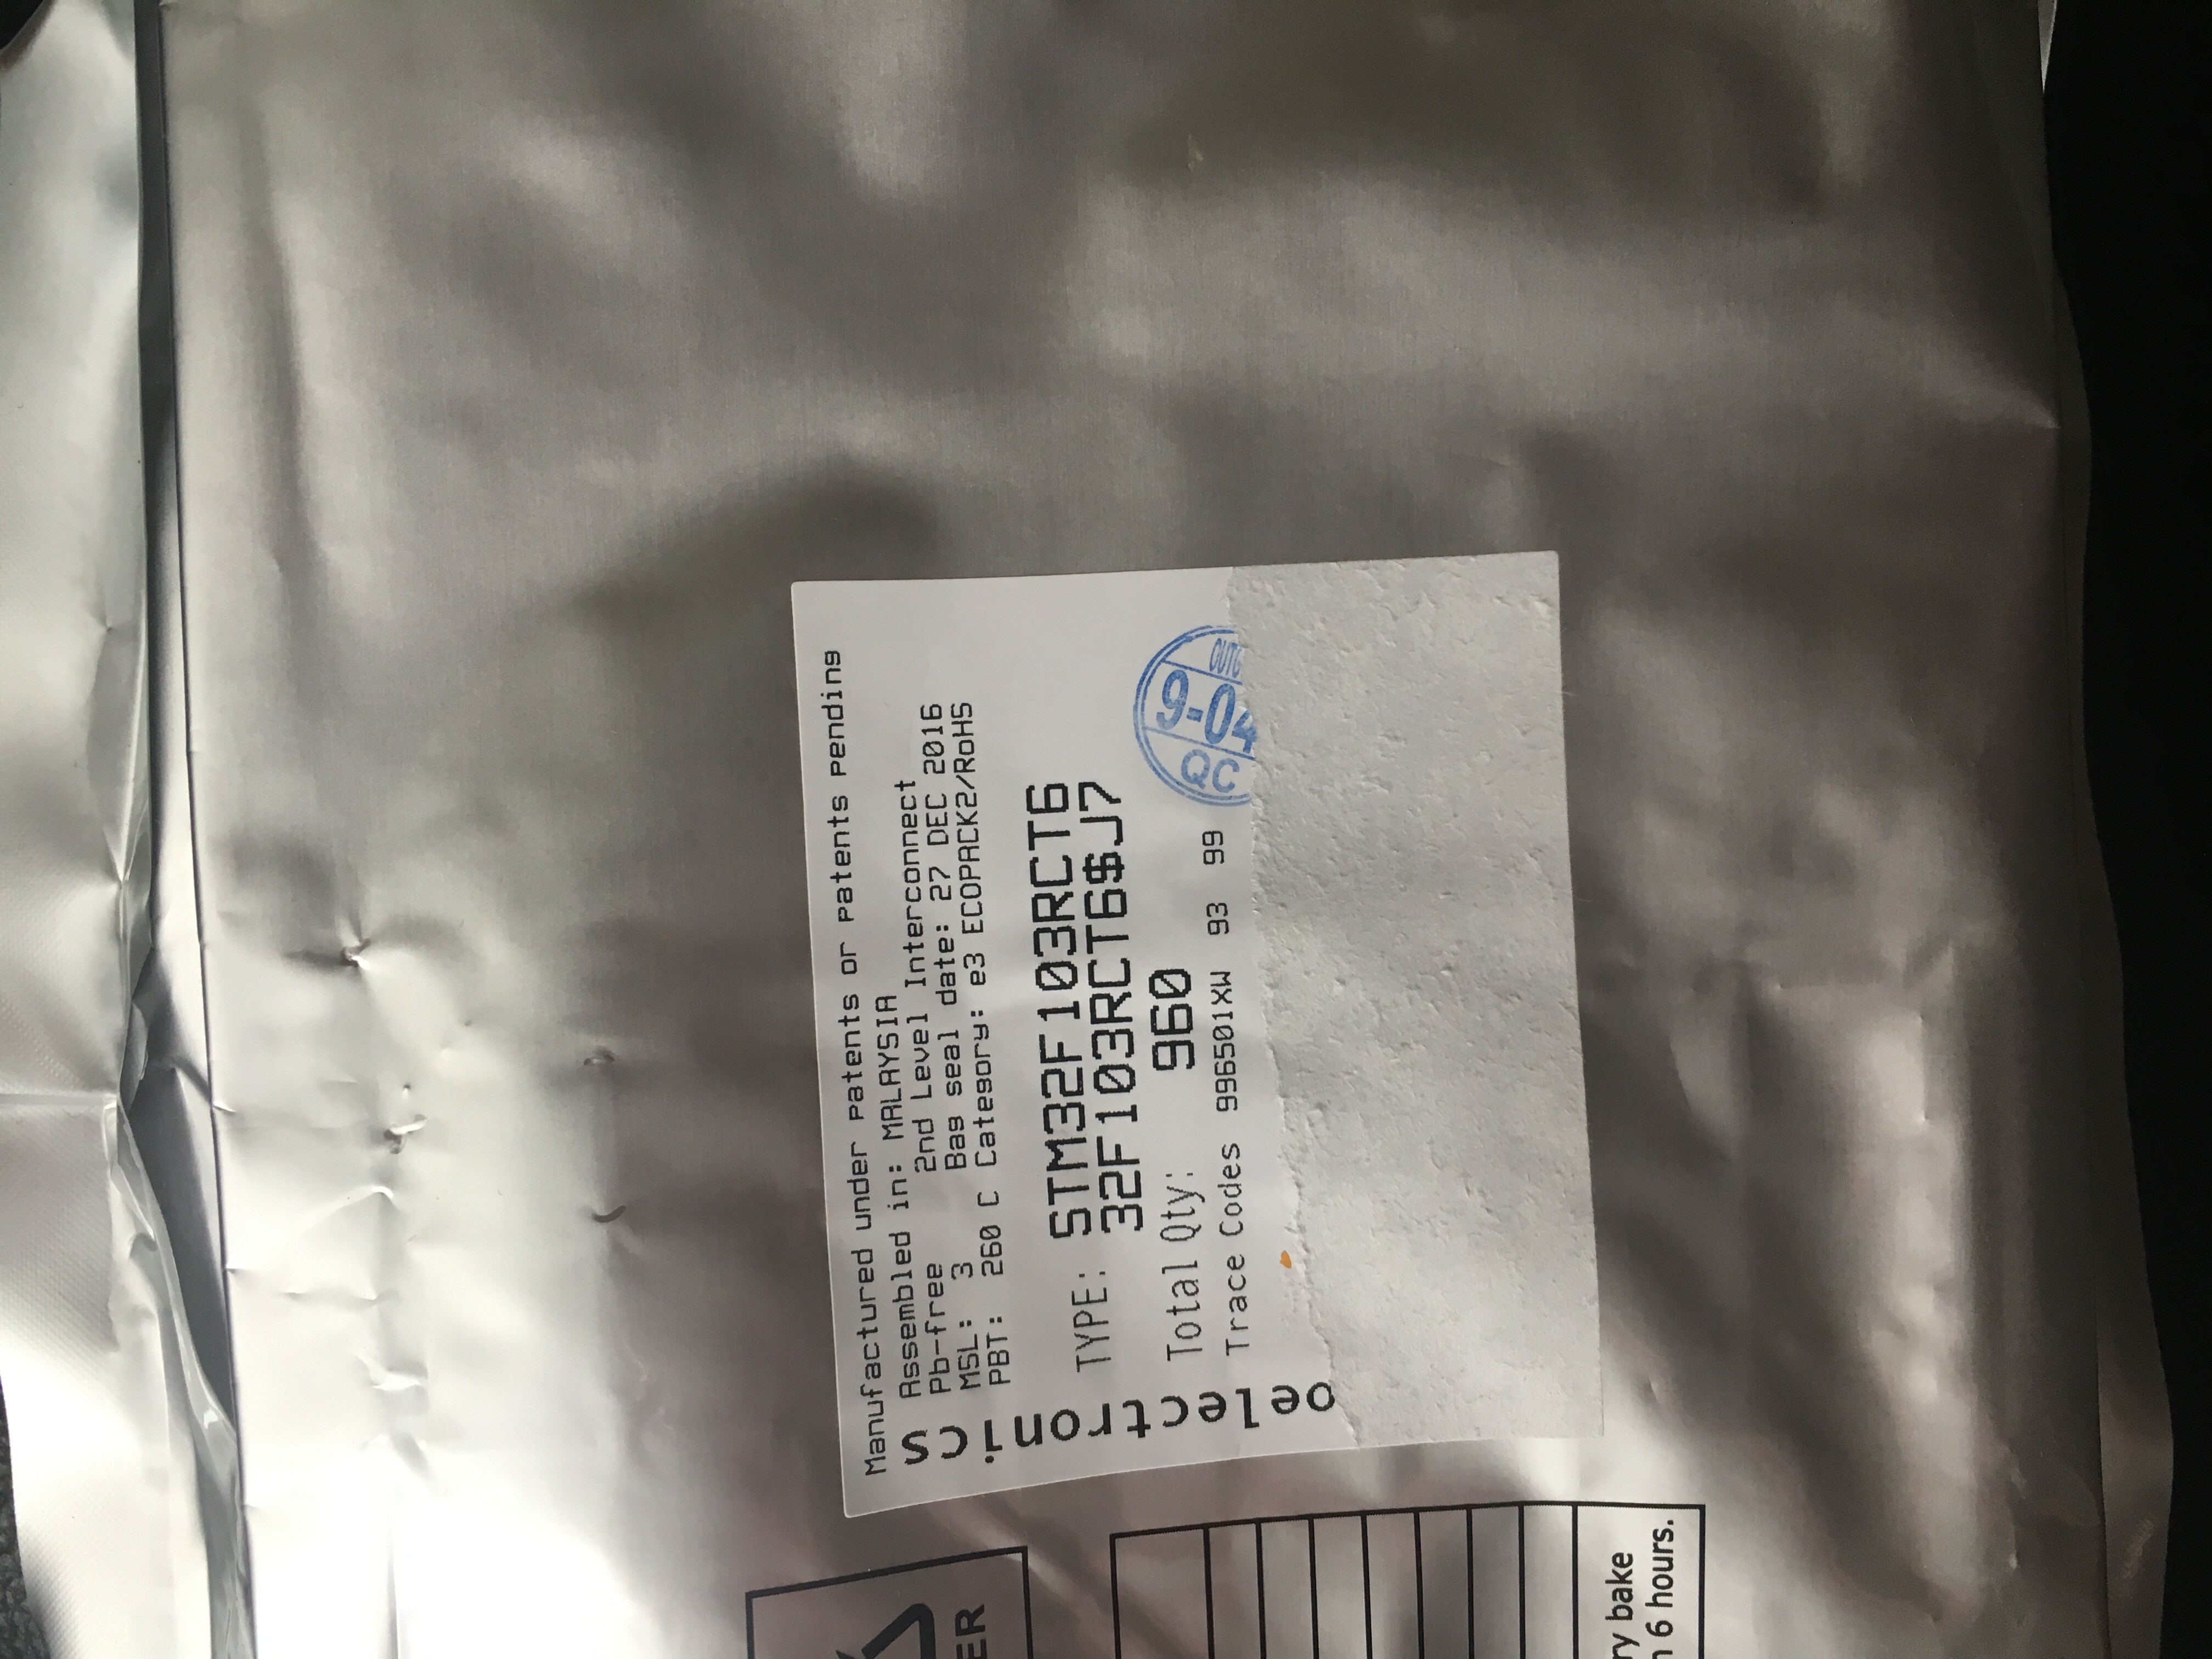 Manufactured under patents or patents pending
Assembled in: MALAYSIA
Pb-free 2nd Level Interconnect
MSL: 3 Bag seal date: 27 DEC 2016
PBT: 260 C Category: e3 ECOPACK2/RoHS
TYPE: STM32F103RCT6
32F103RCT6$J7
Total Qty: 960
Trace Codes 996501XW 93 99
oelectronics
QC
9-04
bake
6 hours.